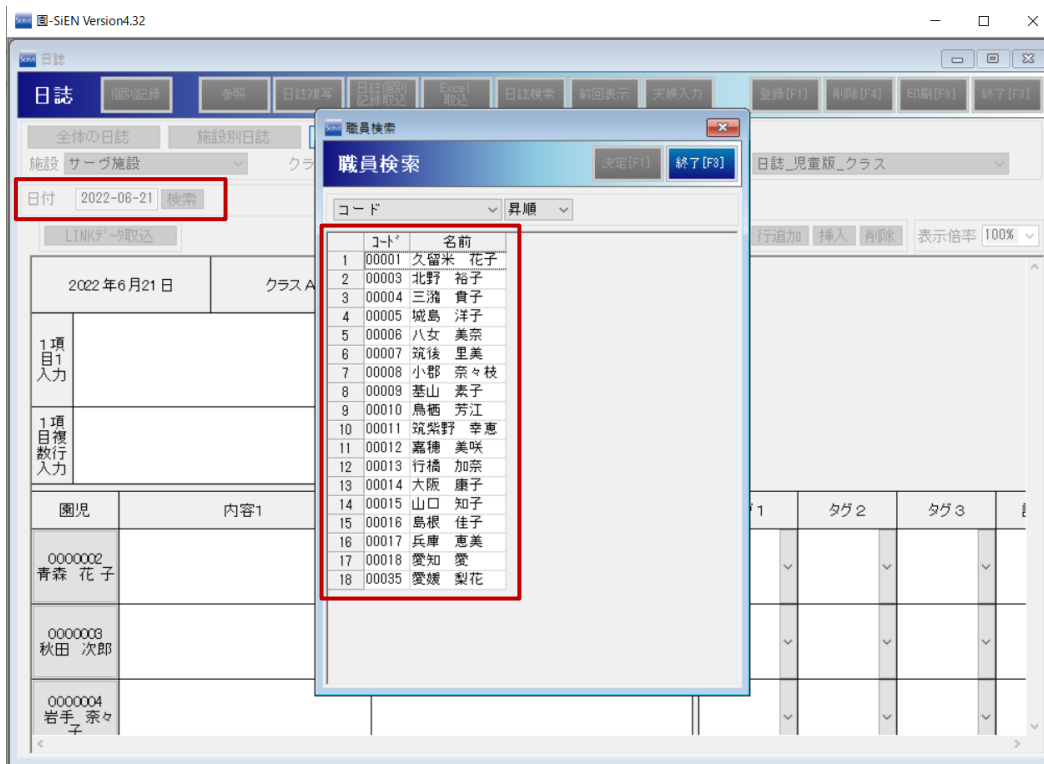 園-SiEN Version4.32
日誌
日誌 個別記録 参照 日誌複写 日誌個別記録取込 Excel取込 日誌検索 前回表示 天候入力 登録[F1] 削除[F4] 印刷[F9] 終了[F3]
全体の日誌 施設別日誌
施設 サーヴ施設 クラ 日誌_児童版_クラス
日付 2022-06-21 検索
LINKﾃﾞｰﾀ取込 行追加 挿入 削除 表示倍率 100%
職員検索
職員検索 決定[F1] 終了[F3]
コード 昇順
ｺｰﾄﾞ 名前
1 00001 久留米 花子
2 00003 北野 裕子
3 00004 三潴 貴子
4 00005 城島 洋子
5 00006 八女 美奈
6 00007 筑後 里美
7 00008 小郡 奈々枝
8 00009 基山 素子
9 00010 鳥栖 芳江
10 00011 筑紫野 幸恵
11 00012 嘉穂 美咲
12 00013 行橋 加奈
13 00014 大阪 康子
14 00015 山口 知子
15 00016 島根 佳子
16 00017 兵庫 恵美
17 00018 愛知 愛
18 00035 愛媛 梨花
2022年6月21日 クラスA
1項目1入力
1項目複数行入力
園児 内容1 1 タグ2 タグ3
0000002
青森 花子
0000003
秋田 次郎
0000004
岩手 奈々子